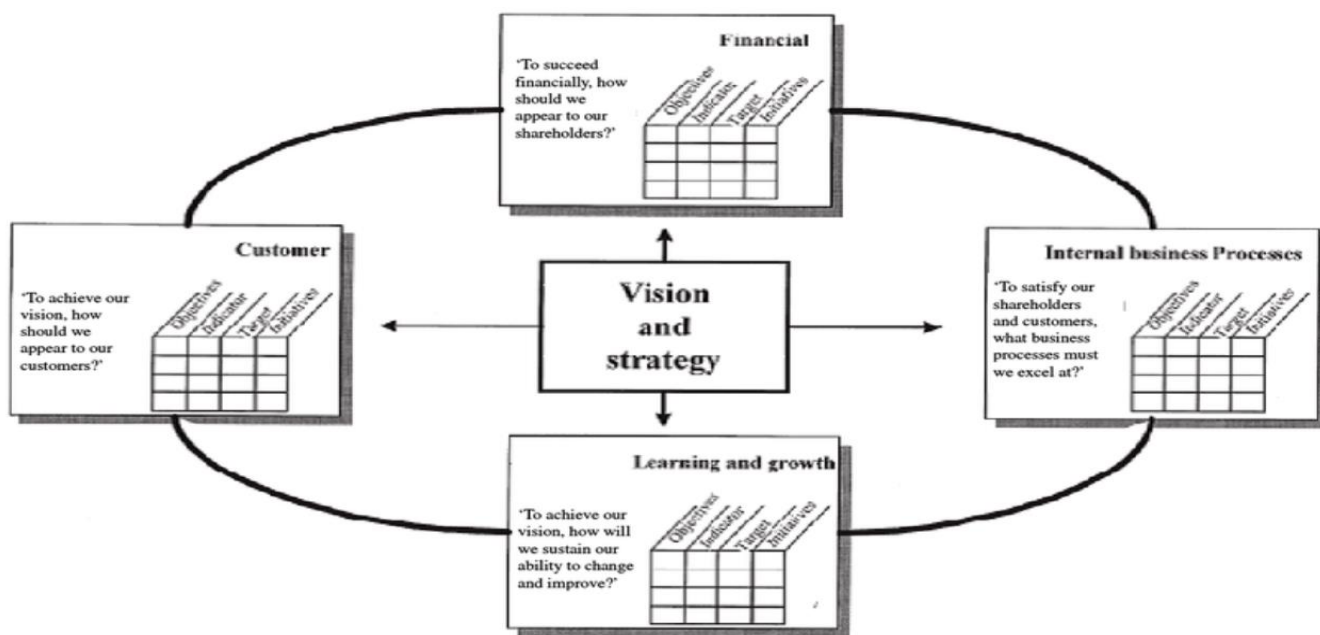 Financial
‘To succeed
financially, how
should we
appear to our
shareholders?’
Objectives
Indicator
Target
Initiatives
Customer
‘To achieve our
vision, how
should we
appear to our
customers?’
Objectives
Indicator
Target
Initiatives
Vision
and
strategy
Internal business Processes
‘To satisfy our
shareholders
and customers,
what business
processes must
we excel at?’
Objectives
Indicator
Target
Initiatives
Learning and growth
‘To achieve our
vision, how will
we sustain our
ability to change
and improve?’
Objectives
Indicator
Target
Initiatives